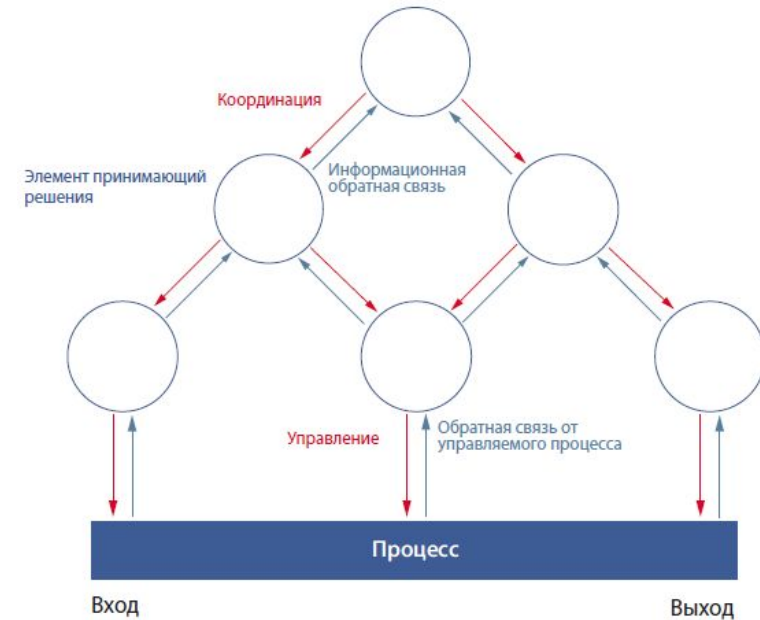 Координация
Элемент принимающий
решения
Информационная
обратная связь
Управление
Обратная связь от
управляемого процесса
Процесс
Вход
Выход